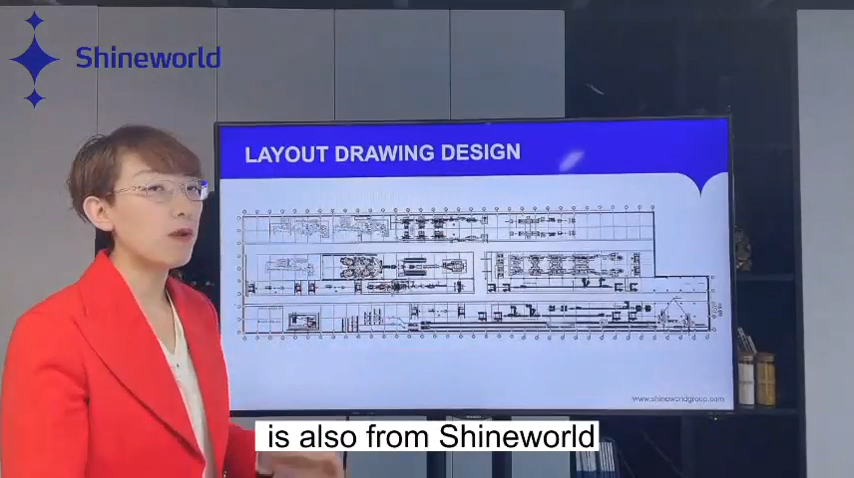 Shineworld
LAYOUT DRAWING DESIGN
www.shineworldgroup.com
is also from Shineworld